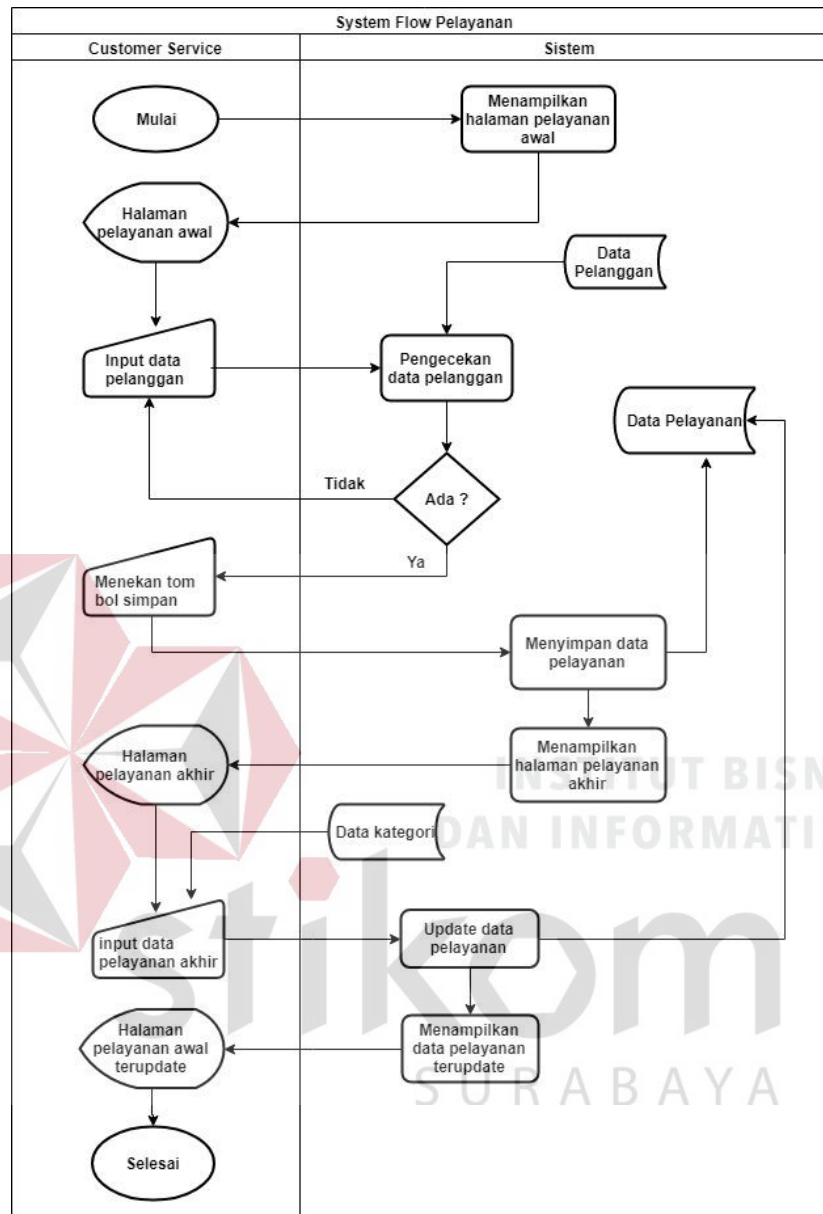 System Flow Pelayanan
Customer Service
Sistem
Mulai
Menampilkan
halaman pelayanan
awal
Halaman
pelayanan awal
Data
Pelanggan
Input data
pelanggan
Pengecekan
data pelanggan
Data Pelayanan
Tidak
Ada ?
Ya
Menekan tom
bol simpan
Menyimpan data
pelayanan
Halaman
pelayanan akhir
Menampilkan
halaman pelayanan
akhir
INSTITUT BISN
DAN INFORMATI
Data kategori
stikom
SURABAYA
input data
pelayanan akhir
Update data
pelayanan
Halaman
pelayanan awal
terupdate
Menampilkan
data pelayanan
terupdate
Selesai